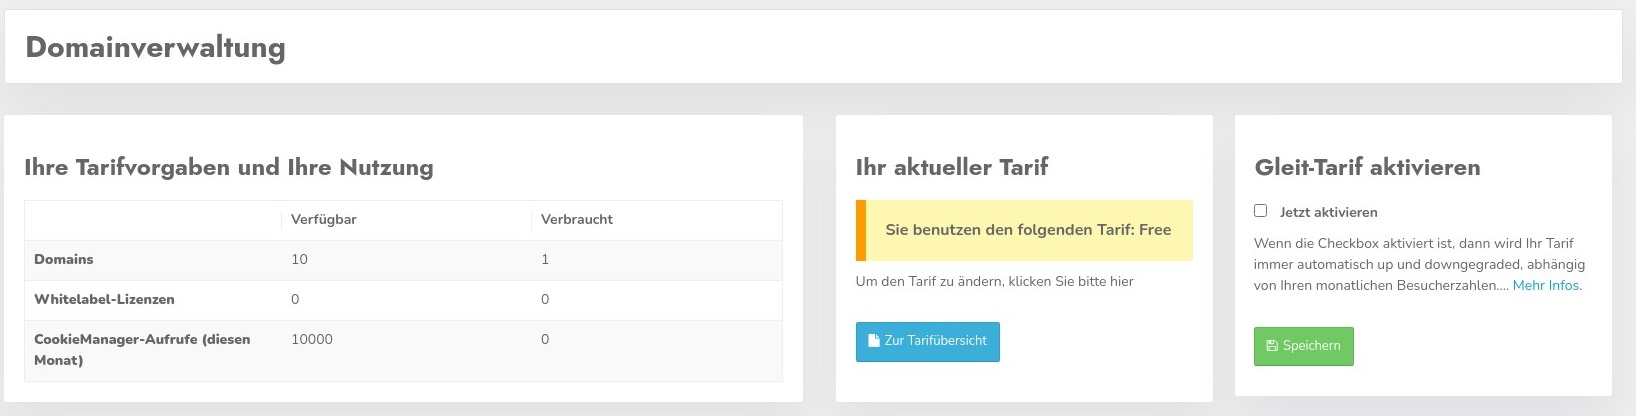 Domainverwaltung
Ihre Tarifvorgaben und Ihre Nutzung
Verfügbar Verbraucht
Domains 10 1
Whitelabel-Lizenzen 0 0
CookieManager-Aufrufe (diesen 10000 0
Monat)
Ihr aktueller Tarif
Sie benutzen den folgenden Tarif: Free
Um den Tarif zu ändern, klicken Sie bitte hier
Zur Tarifübersicht
Gleit-Tarif aktivieren
Jetzt aktivieren
Wenn die Checkbox aktiviert ist, dann wird Ihr Tarif
immer automatisch up und downgegraded, abhängig
von Ihren monatlichen Besucherzahlen.... Mehr Infos.
Speichern